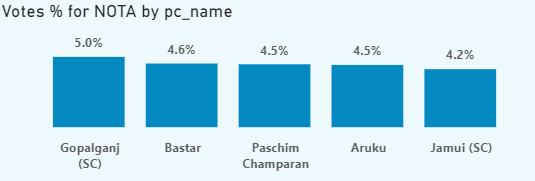 Votes % for NOTA by pc_name
5.0%
4.6%
4.5%
4.5%
4.2%
Gopalganj
(SC)
Bastar
Paschim
Champaran
Aruku
Jamui (SC)